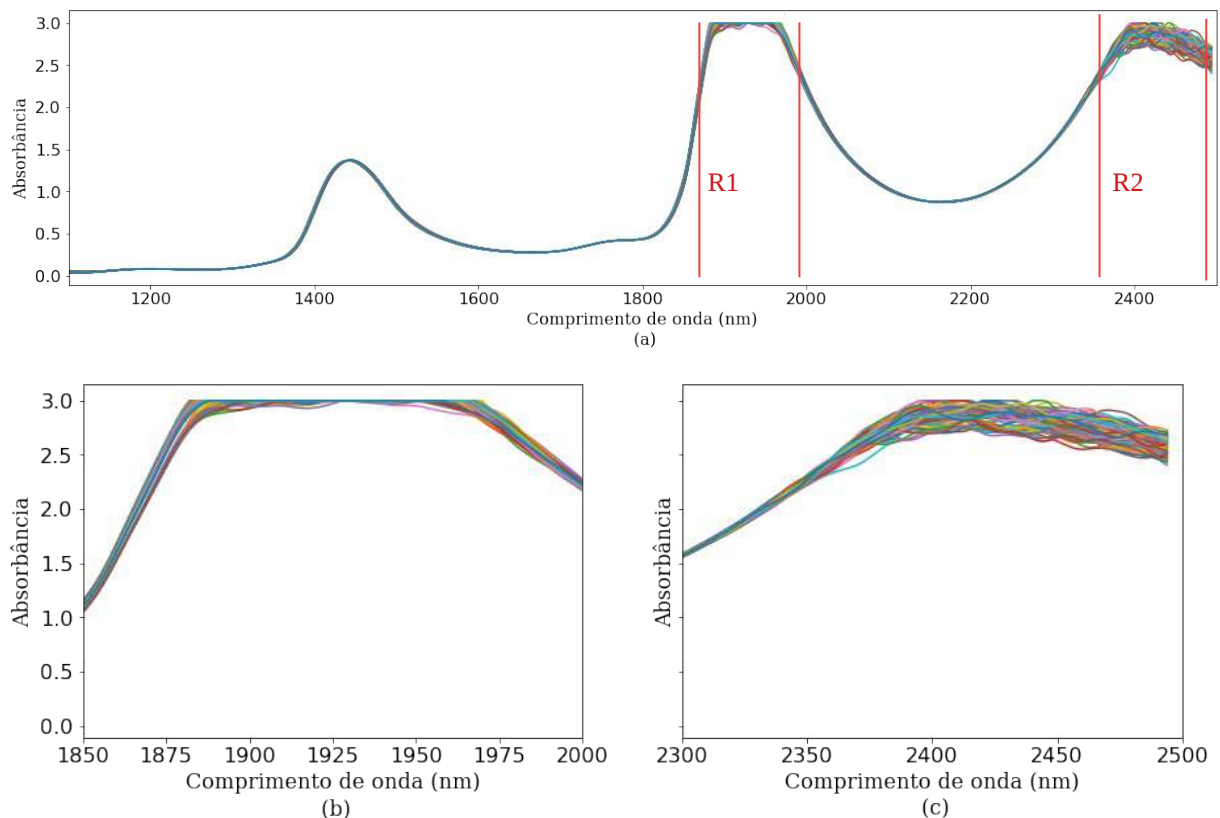 3.0
2.5
2.0
1.5
1.0
0.5
0.0
Absorbância
R1
R2
1200 1400 1600 1800 2000 2200 2400
Comprimento de onda (nm)
(a)
3.0
2.5
2.0
1.5
1.0
0.5
0.0
Absorbância
1850 1875 1900 1925 1950 1975 2000
Comprimento de onda (nm)
(b)
Absorbância
2300 2350 2400 2450 2500
Comprimento de onda (nm)
(c)